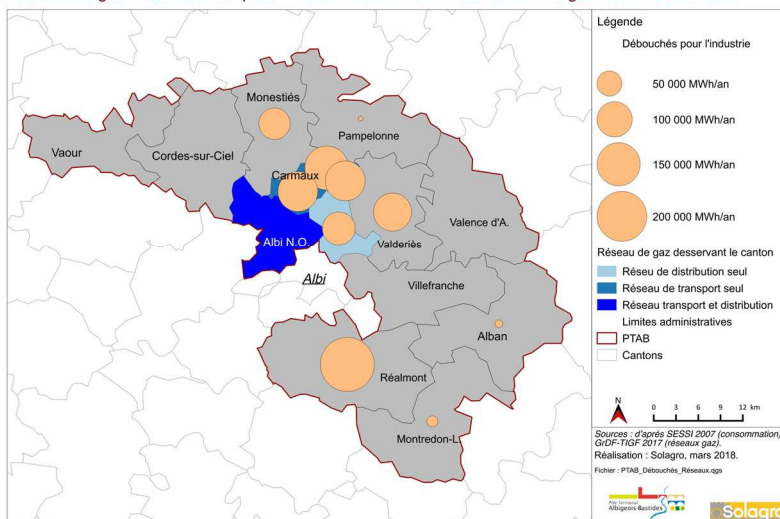 Légende
Débouchés pour l'industrie
50 000 MWh/an
100 000 MWh/an
150 000 MWh/an
200 000 MWh/an
Réseau de gaz desservant le canton
Réseu de distribution seul
Réseau de transport seul
Réseau transport et distribution
Limites administratives
PTAB
Cantons
Monestiés
Pampelonne
Vaour
Cordes-sur-Ciel
Carmaux
Valence d'A.
Albi N.O.
Valderiès
Albi
Villefranche
Alban
Réalmont
Montredon-L.
N
0 3 6 9 12 km
Sources : d'après SESSI 2007 (consommation)
GrDF-TIGF 2017 (réseaux gaz).
Réalisation : Solagro, mars 2018.
Fichier : PTAB_Débouchés_Réseaux.qgs
Pôle Territorial
Albigeois-Bastides
Solagro